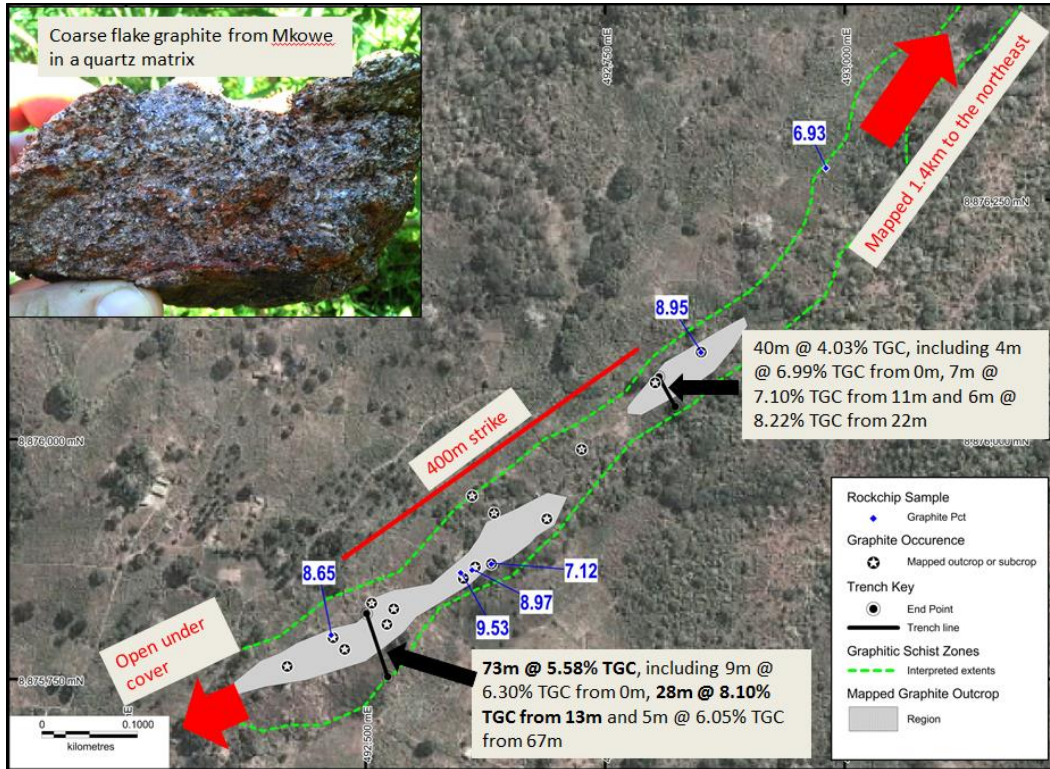 Coarse flake graphite from Mkowe
in a quartz matrix
492,750 mE
493,000 mE
Mapped 1.4km to the northeast
6.93
8,876,250 mN
8.95
40m @ 4.03% TGC, including 4m
@ 6.99% TGC from 0m, 7m @
7.10% TGC from 11m and 6m @
8.22% TGC from 22m
8,876,000 mN
8,876,000 mN
400m strike
8.65
7.12
8.97
9.53
Open under
cover
73m @ 5.58% TGC, including 9m @
6.30% TGC from 0m, 28m @ 8.10%
TGC from 13m and 5m @ 6.05% TGC
from 67m
8,875,750 mN
492,500 mE
E
0 0.1000
kilometres
Rockchip Sample
Graphite Pct
Graphite Occurence
Mapped outcrop or subcrop
Trench Key
End Point
Trench line
Graphitic Schist Zones
Interpreted extents
Mapped Graphite Outcrop
Region